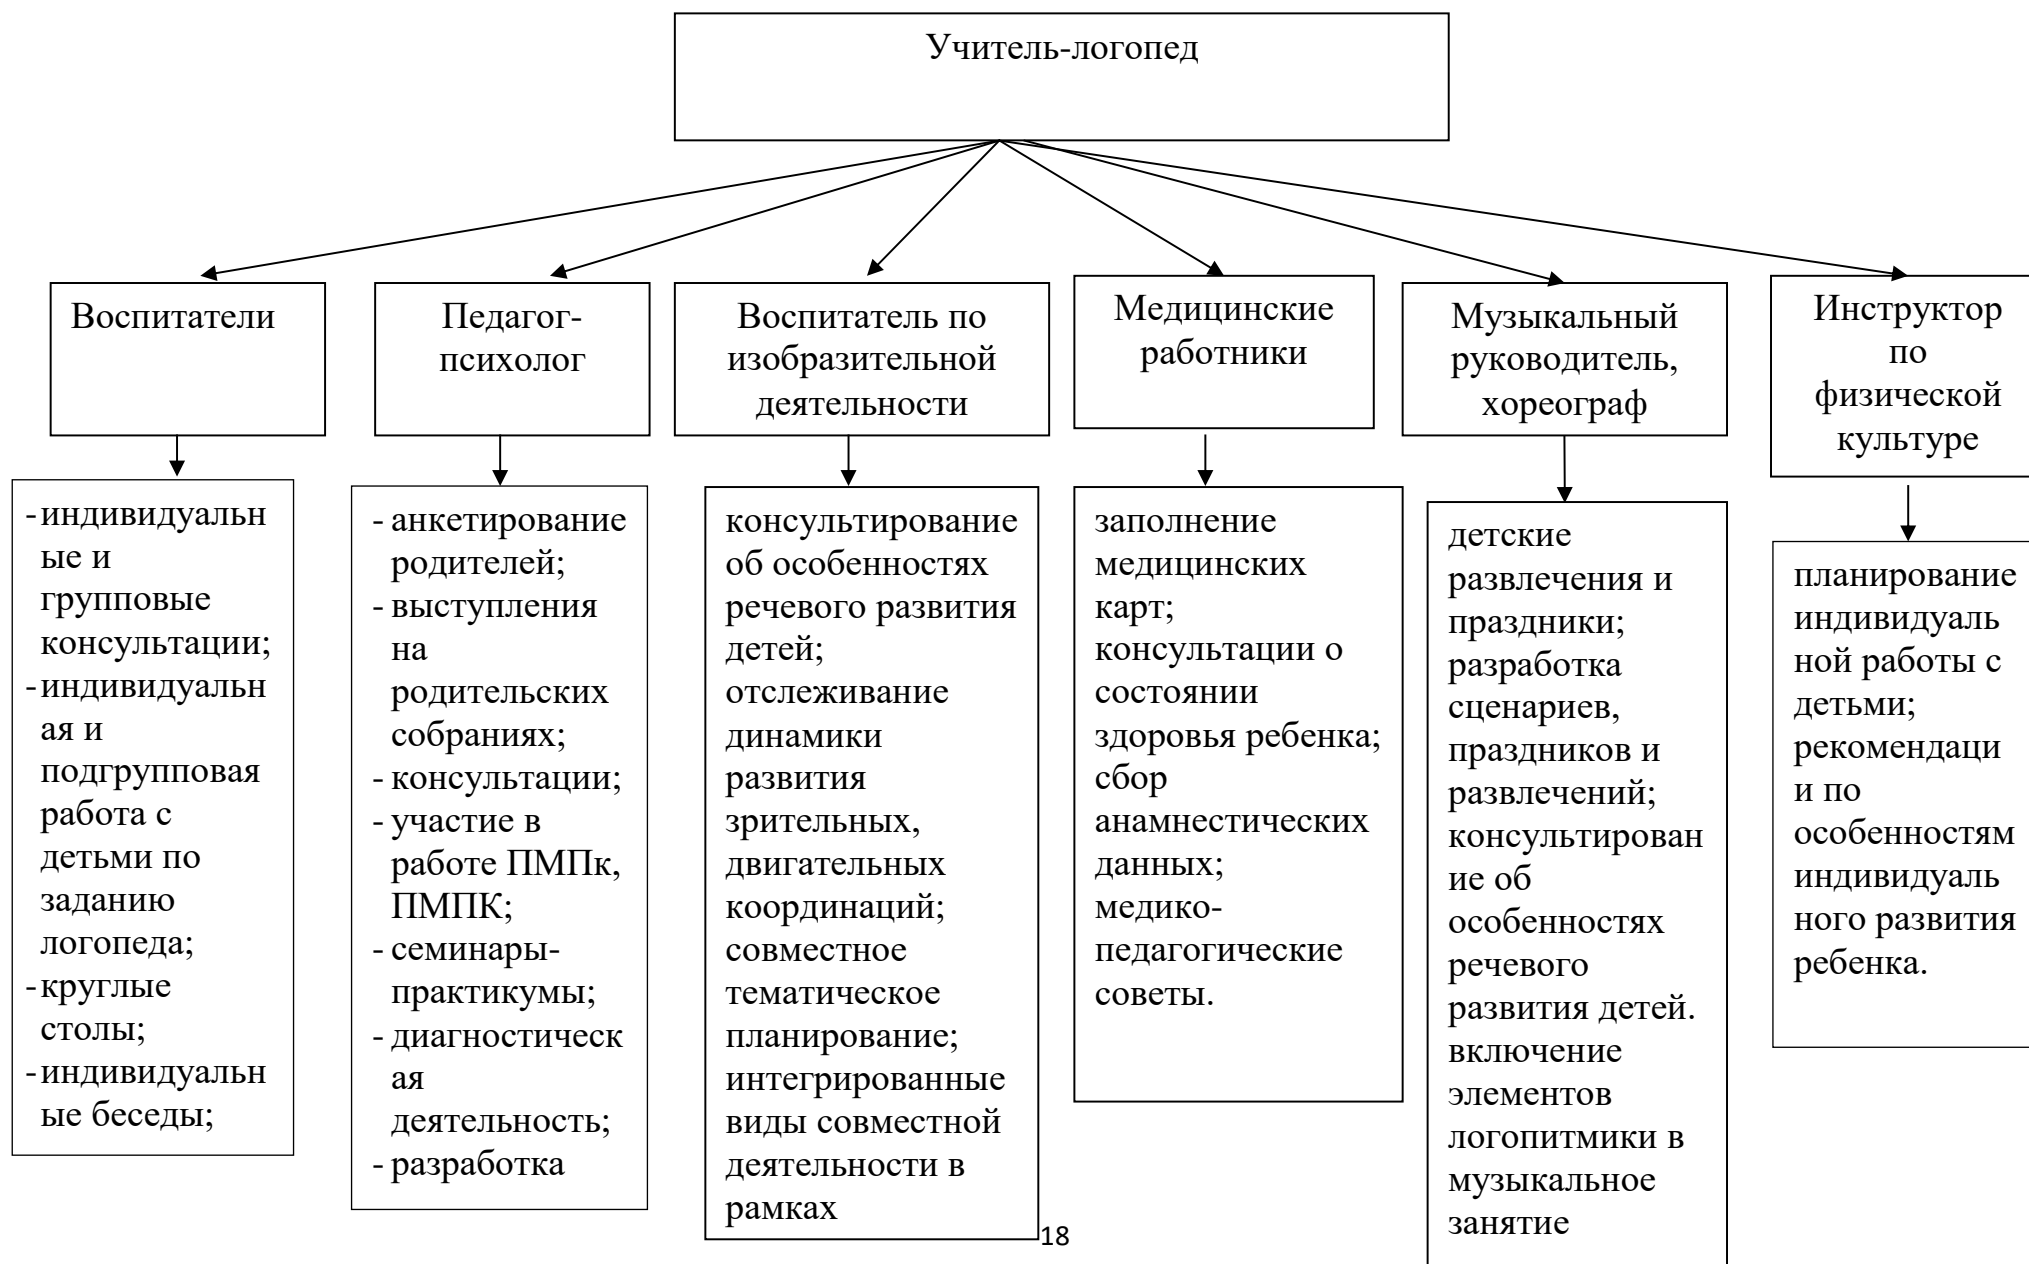 Учитель-логопед
Воспитатели
Педагог-
психолог
Воспитатель по
изобразительной
деятельности
Медицинские
работники
Музыкальный
руководитель,
хореограф
Инструктор
по
физической
культуре
-индивидуальн
ые и
групповые
консультации;
-индивидуальн
ая и
подгрупповая
работа с
детьми по
заданию
логопеда;
-круглые
столы;
-индивидуальн
ые беседы;
- анкетирование
родителей;
- выступления
на
родительских
собраниях;
- консультации;
- участие в
работе ПМПк,
ПМПК;
- семинары-
практикумы;
- диагностическ
ая
деятельность;
- разработка
консультирование
об особенностях
речевого развития
детей;
отслеживание
динамики
развития
зрительных,
двигательных
координаций;
совместное
тематическое
планирование;
интегрированные
виды совместной
деятельности в
рамках
заполнение
медицинских
карт;
консультации о
состоянии
здоровья ребенка;
сбор
анамнестических
данных;
медико-
педагогические
советы.
детские
развлечения и
праздники;
разработка
сценариев,
праздников и
развлечений;
консультирован
ие об
особенностях
речевого
развития детей.
включение
элементов
логопитмики в
музыкальное
занятие
планирование
индивидуаль
ной работы с
детьми;
рекомендаци
и по
особенностям
индивидуаль
ного развития
ребенка.
18